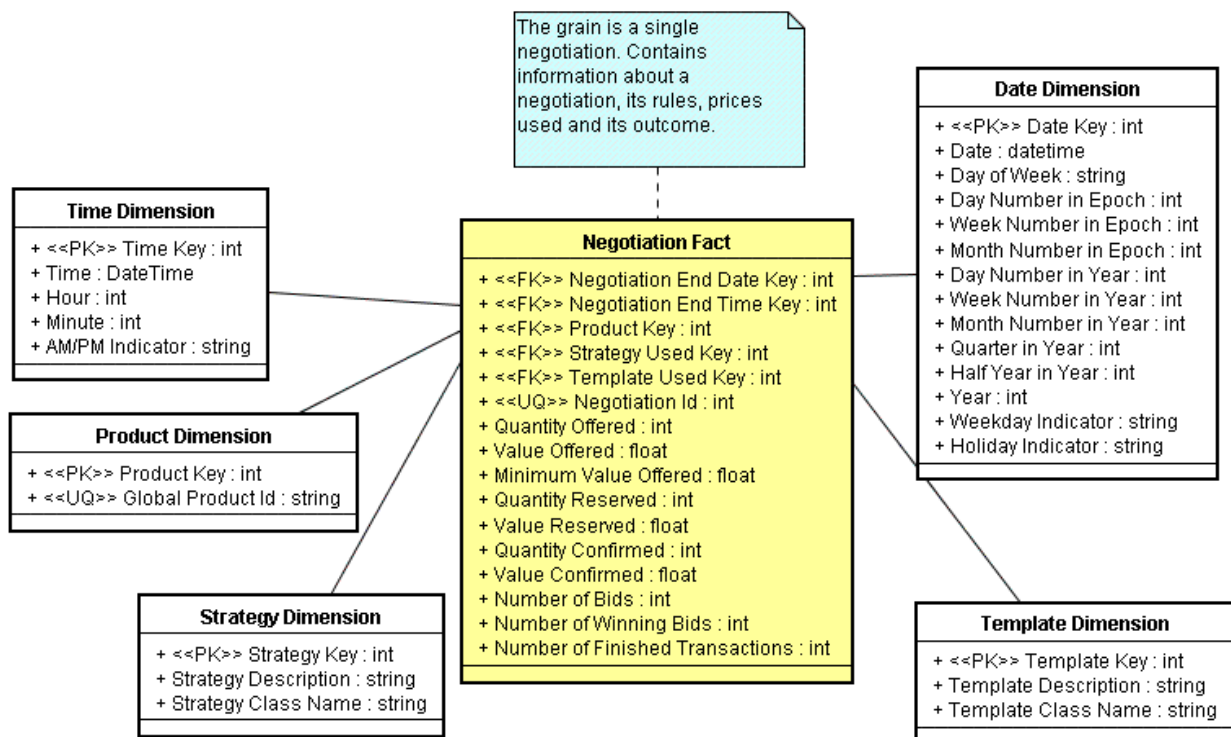 The grain is a single
negotiation. Contains
information about a
negotiation, its rules, prices
used and its outcome.
Time Dimension
+ <<PK>> Time Key : int
+ Time : DateTime
+ Hour : int
+ Minute : int
+ AM/PM Indicator : string
Product Dimension
+ <<PK>> Product Key : int
+ <<UQ>> Global Product Id : string
Strategy Dimension
+ <<PK>> Strategy Key : int
+ Strategy Description : string
+ Strategy Class Name : string
Negotiation Fact
+ <<FK>> Negotiation End Date Key : int
+ <<FK>> Negotiation End Time Key : int
+ <<FK>> Product Key : int
+ <<FK>> Strategy Used Key : int
+ <<FK>> Template Used Key : int
+ <<UQ>> Negotiation Id : int
+ Quantity Offered : int
+ Value Offered : float
+ Minimum Value Offered : float
+ Quantity Reserved : int
+ Value Reserved : float
+ Quantity Confirmed : int
+ Value Confirmed : float
+ Number of Bids : int
+ Number of Winning Bids : int
+ Number of Finished Transactions : int
Date Dimension
+ <<PK>> Date Key : int
+ Date : datetime
+ Day of Week : string
+ Day Number in Epoch : int
+ Week Number in Epoch : int
+ Month Number in Epoch : int
+ Day Number in Year : int
+ Week Number in Year : int
+ Month Number in Year : int
+ Quarter in Year : int
+ Half Year in Year : int
+ Year : int
+ Weekday Indicator : string
+ Holiday Indicator : string
Template Dimension
+ <<PK>> Template Key : int
+ Template Description : string
+ Template Class Name : string